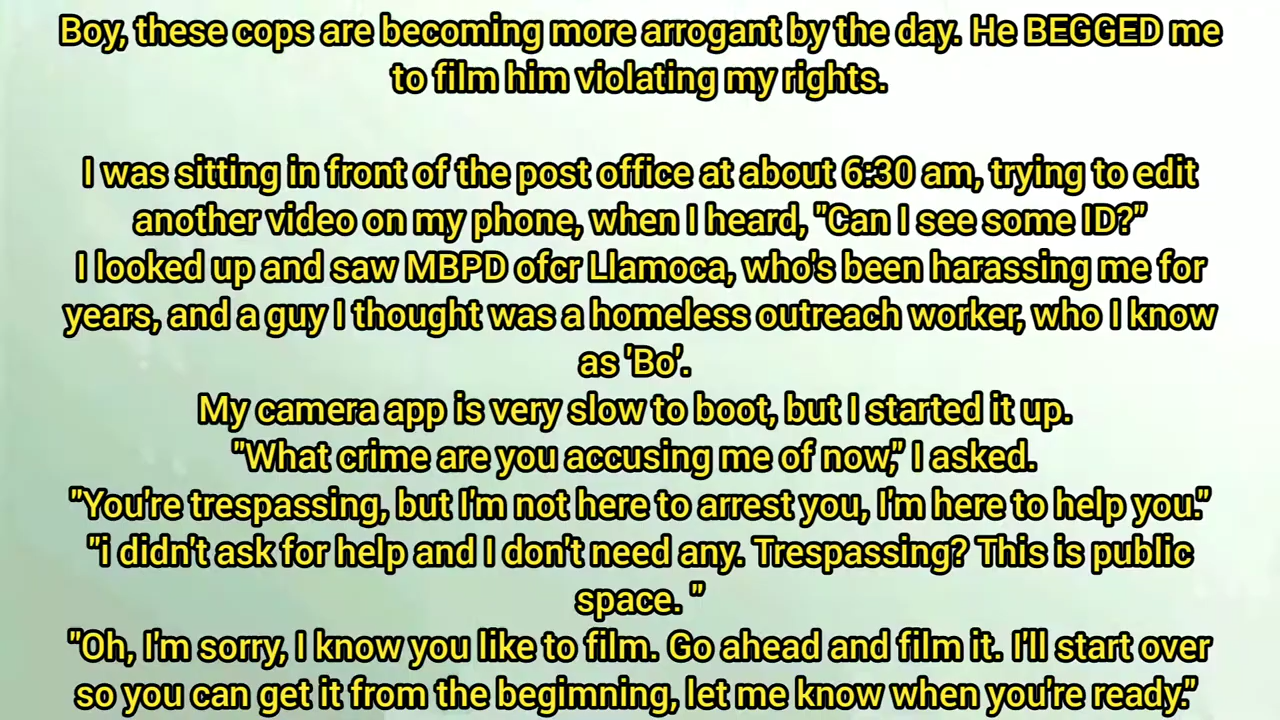 Boy, these cops are becoming more arrogant by the day. He BEGGED me
to film him violating my rights.
I was sitting in front of the post office at about 6:30 am, trying to edit
another video on my phone, when I heard, "Can I see some ID?"
I looked up and saw MBPD ofcr Llamoca, who's been harassing me for
years, and a guy I thought was a homeless outreach worker, who I know
as 'Bo'.
My camera app is very slow to boot, but I started it up.
"What crime are you accusing me of now," I asked.
"You're trespassing, but I'm not here to arrest you, I'm here to help you."
"i didn't ask for help and I don't need any. Trespassing? This is public
space. "
"Oh, I'm sorry, I know you like to film. Go ahead and film it. I'll start over
so you can get it from the begimning, let me know when you're ready."